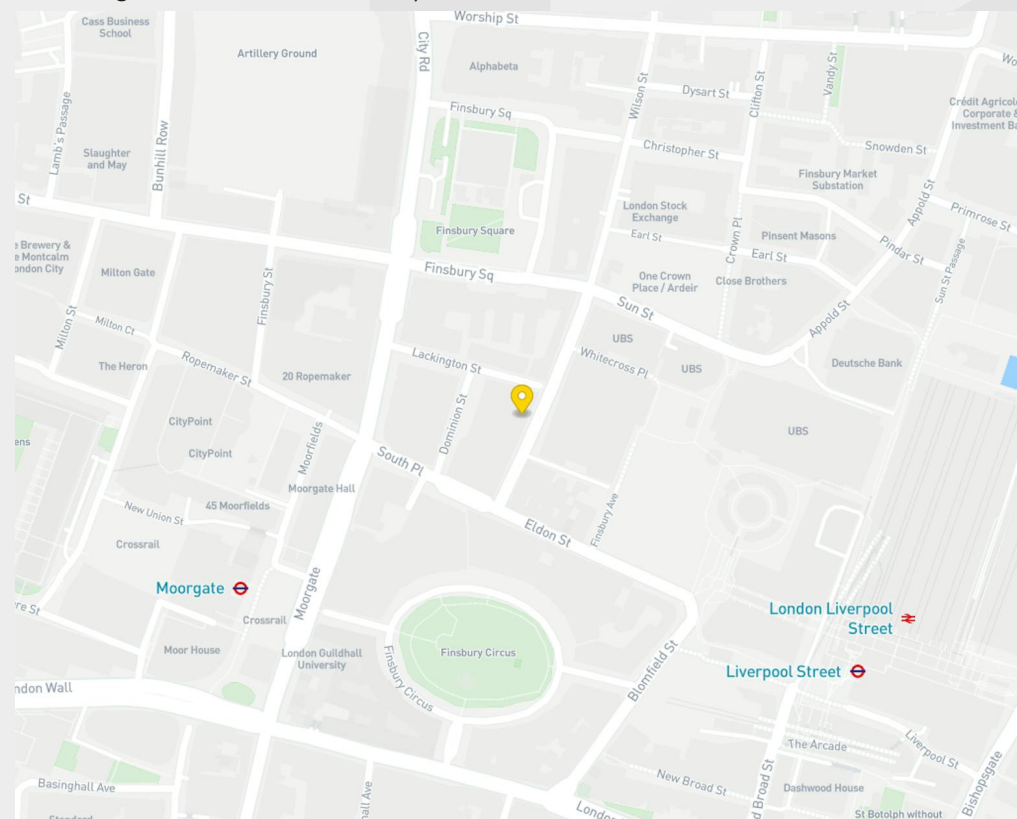 Worship St
Cass Business
School
Artillery Ground
City Rd
Alphabeta
Wilson St
Dysart St
Clifton St
Vandy St
Lamb's Passage
Bunhill Row
Finsbury Sq
Crédit Agricol
Corporate &
Investment Ba
Slaughter
and May
Christopher St
Snowden St
Finsbury Market
Substation
Appold St
St
London Stock
Exchange
Primrose St
Finsbury Square
Earl St
Crown Pl
Pinsent Masons
Pindar St
e Brewery &
e Montcalm
ondon City
Milton Gate
Finsbury St
Finsbury Sq
Earl St
Sun St Passage
One Crown
Place / Ardeir
Close Brothers
Sun St
Milton St
Milton Ct
Appold St
UBS
Lackington St
Whitecross Pl
UBS
Deutsche Bank
The Heron
Ropemaker St
20 Ropemaker
Dominion St
CityPoint
UBS
ens
CityPoint
Moorfields
South Pl
Moorgate Hall
45 Moorfields
New Union St
Eldon St
Finsbury Ave
Crossrail
Moorgate
Moorgate
re St
Crossrail
London Liverpool
Street
Moor House
London Guildhall
University
Finsbury Circus
Finsbury Circus
Blomfield St
Liverpool Street
ndon Wall
The Arcade
Liverpool St
Basinghall Ave
New Broad St
Dashwood House
d Broad St
Bishopsgate
London
St Botolph without